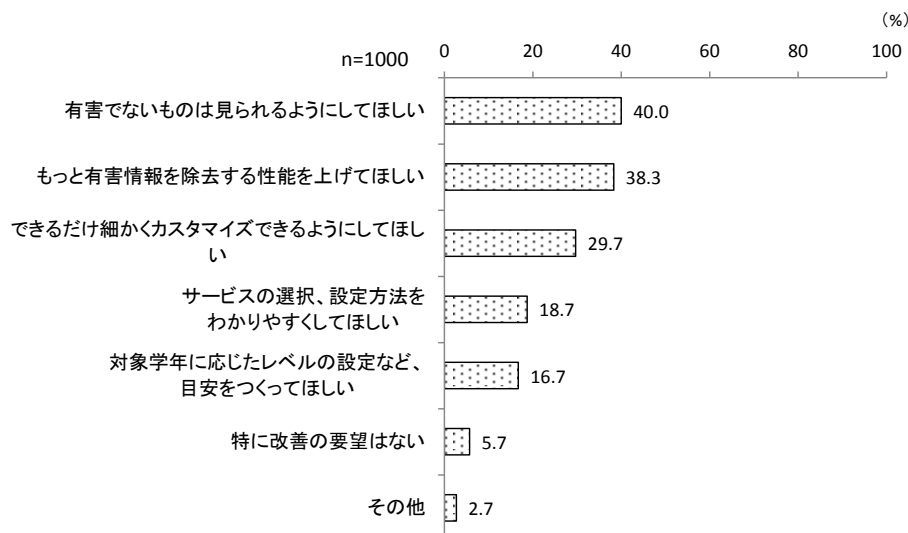 (%)
n=1000
0 20 40 60 80 100
有害でないものは見られるようにしてほしい 40.0
もっと有害情報を除去する性能を上げてほしい 38.3
できるだけ細かくカスタマイズできるようにしてほし
い 29.7
サービスの選択、設定方法を
わかりやすくしてほしい 18.7
対象学年に応じたレベルの設定など、
目安をつくってほしい 16.7
特に改善の要望はない 5.7
その他 2.7